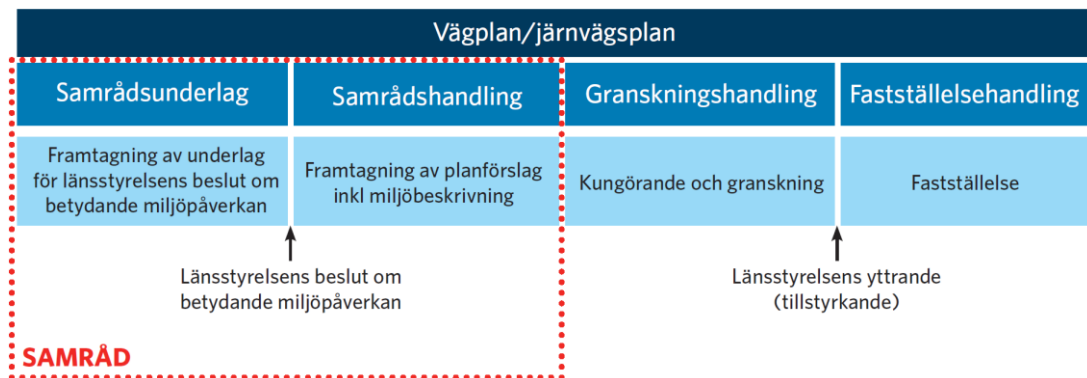 Vägplan/järnvägsplan
Samrådsunderlag
Samrådshandling
Granskningshandling
Fastställelsehandling
Framtagning av underlag
för länsstyrelsens beslut om
betydande miljöpåverkan
Framtagning av planförslag
inkl miljöbeskrivning
Kungörande och granskning
Fastställelse
Länsstyrelsens beslut om
betydande miljöpåverkan
Länsstyrelsens yttrande
(tillstyrkande)
SAMRÅD